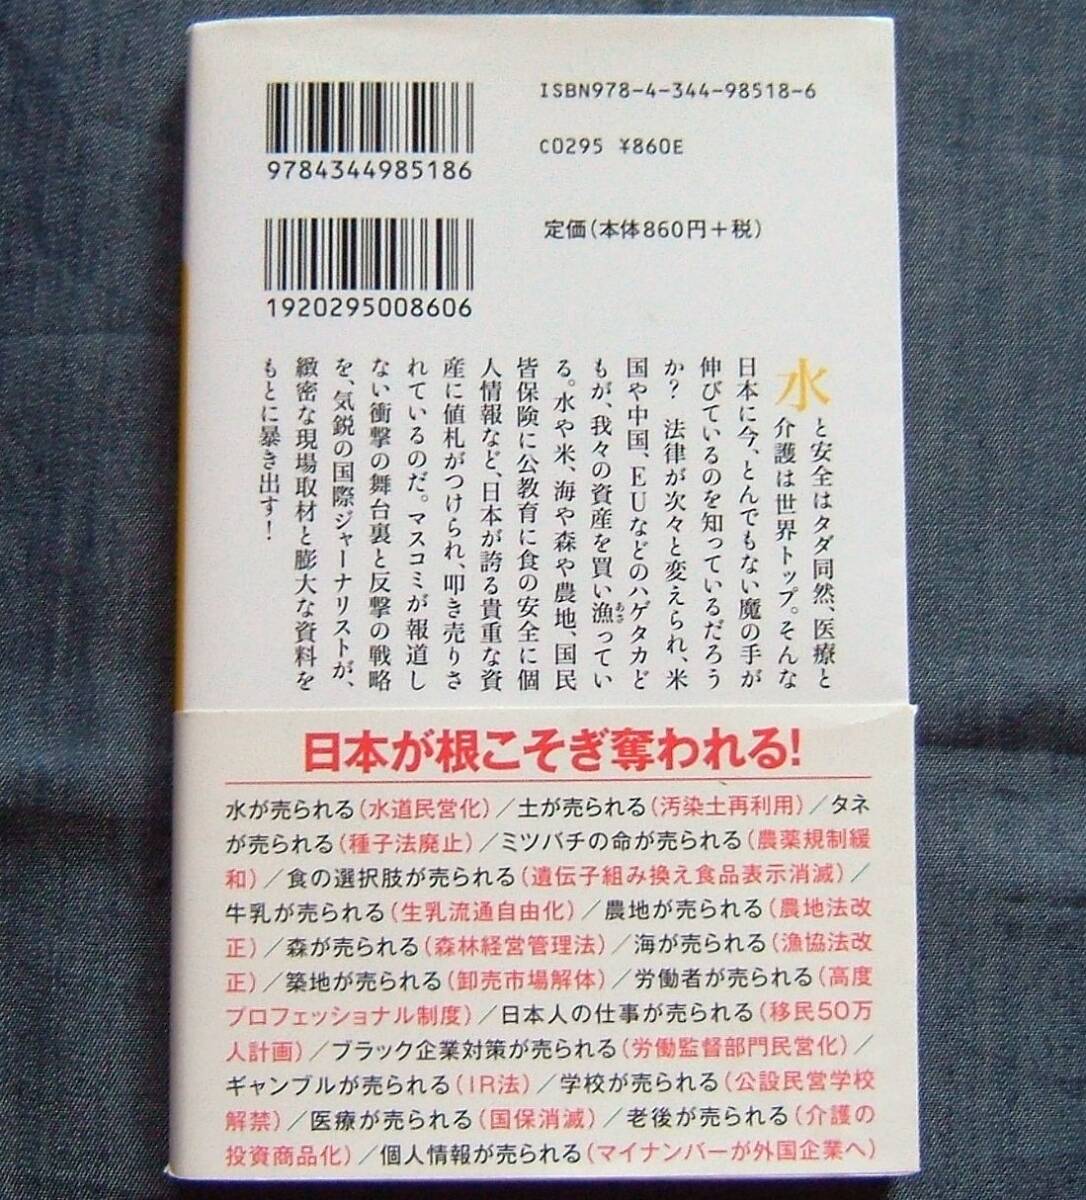 ISBN978-4-344-98518-6
C0295 ¥860E
9784344985186
定価(本体860円+税)
1920295008606
水と安全はタダ同然、医療と
介護は世界トップ。そんな
日本に今、とんでもない魔の手が
伸びているのを知っているだろう
か? 法律が次々と変えられ、米
国や中国、EUなどのハゲタカど
もが、我々の資産を買い漁ってい
る。水や米、海や森や農地、国民
皆保険に公教育に食の安全に個
人情報など、日本が誇る貴重な資
産に値札がつけられ、叩き売りさ
れているのだ。マスコミが報道し
ない衝撃の舞台裏と反撃の戦略
を、気鋭の国際ジャーナリストが、
緻密な現場取材と膨大な資料を
もとに暴き出す!
日本が根こそぎ奪われる!
水が売られる(水道民営化)/土が売られる(汚染土再利用)/タネ
が売られる(種子法廃止)/ミツバチの命が売られる(農薬規制緩
和)/食の選択肢が売られる(遺伝子組み換え食品表示消滅)/
牛乳が売られる(生乳流通自由化)/農地が売られる(農地法改
正)/森が売られる(森林経営管理法)/海が売られる(漁協法改
正)/築地が売られる(卸売市場解体)/労働者が売られる(高度
プロフェッショナル制度)/日本人の仕事が売られる(移民50万
人計画)/ブラック企業対策が売られる(労働監督部門民営化)/
ギャンブルが売られる(IR法)/学校が売られる(公設民営学校
解禁)/医療が売られる(国保消滅)/老後が売られる(介護の
投資商品化)/個人情報が売られる(マイナンバーが外国企業へ)